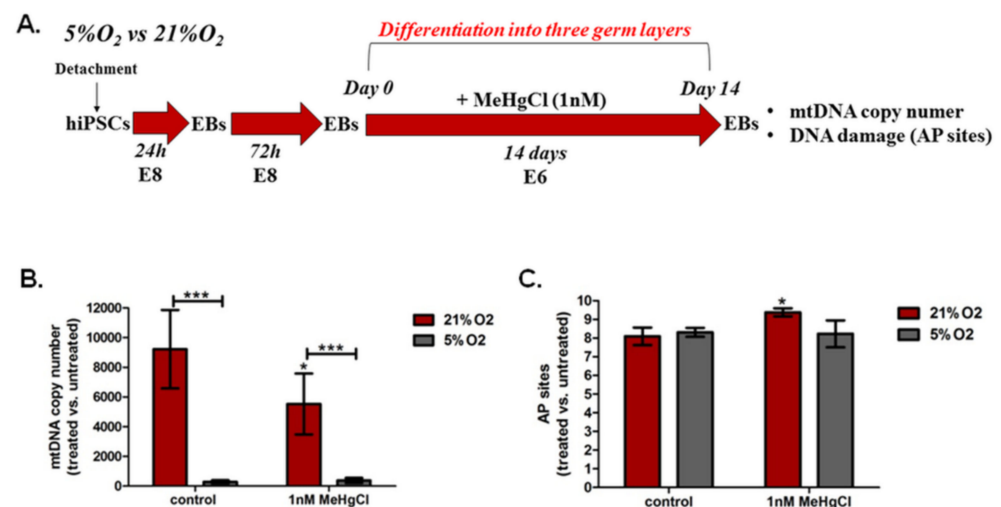 A.
5%O₂ vs 21%O₂
Differentiation into three germ layers
Detachment
Day 0
+ MeHgCl (1nM)
Day 14
hiPSCs
EBs
EBs
EBs
• mtDNA copy numer
• DNA damage (AP sites)
24h
E8
72h
E8
14 days
E6
B.
mtDNA copy number
(treated vs. untreated)
12000
10000
8000
6000
4000
2000
0
***
*
***
control
1nM MeHgCl
21% O2
5% O2
C.
AP sites
(treated vs. untreated)
10
9
8
7
6
5
4
3
2
1
0
*
control
1nM MeHgCl
21% O2
5% O2